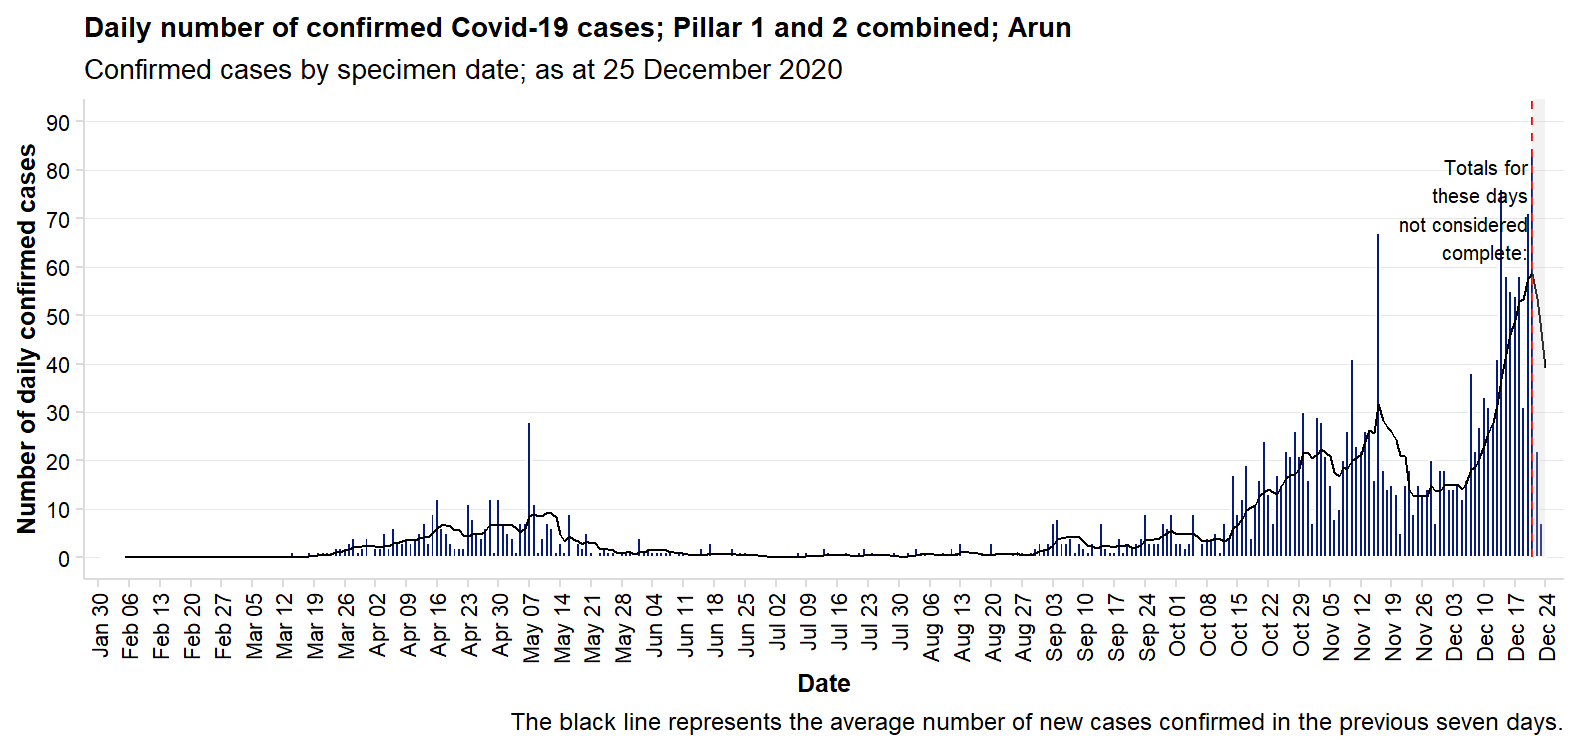 Daily number of confirmed Covid-19 cases; Pillar 1 and 2 combined; Arun
Confirmed cases by specimen date; as at 25 December 2020
Number of daily confirmed cases
90
80
70
60
50
40
30
20
10
0
Totals for
these days
not considered
complete:
Jan 30
Feb 06
Feb 13
Feb 20
Feb 27
Mar 05
Mar 12
Mar 19
Mar 26
Apr 02
Apr 09
Apr 16
Apr 23
Apr 30
May 07
May 14
May 21
May 28
Jun 04
Jun 11
Jun 18
Jun 25
Jul 02
Jul 09
Jul 16
Jul 23
Jul 30
Aug 06
Aug 13
Aug 20
Aug 27
Sep 03
Sep 10
Sep 17
Sep 24
Oct 01
Oct 08
Oct 15
Oct 22
Oct 29
Nov 05
Nov 12
Nov 19
Nov 26
Dec 03
Dec 10
Dec 17
Dec 24
Date
The black line represents the average number of new cases confirmed in the previous seven days.